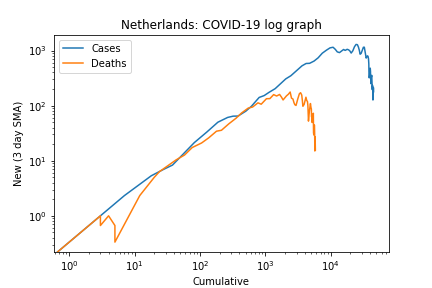 Netherlands: COVID-19 log graph
Cases
Deaths
New (3 day SMA)
10³
10²
10¹
10⁰
10⁰ 10¹ 10² 10³ 10⁴
Cumulative